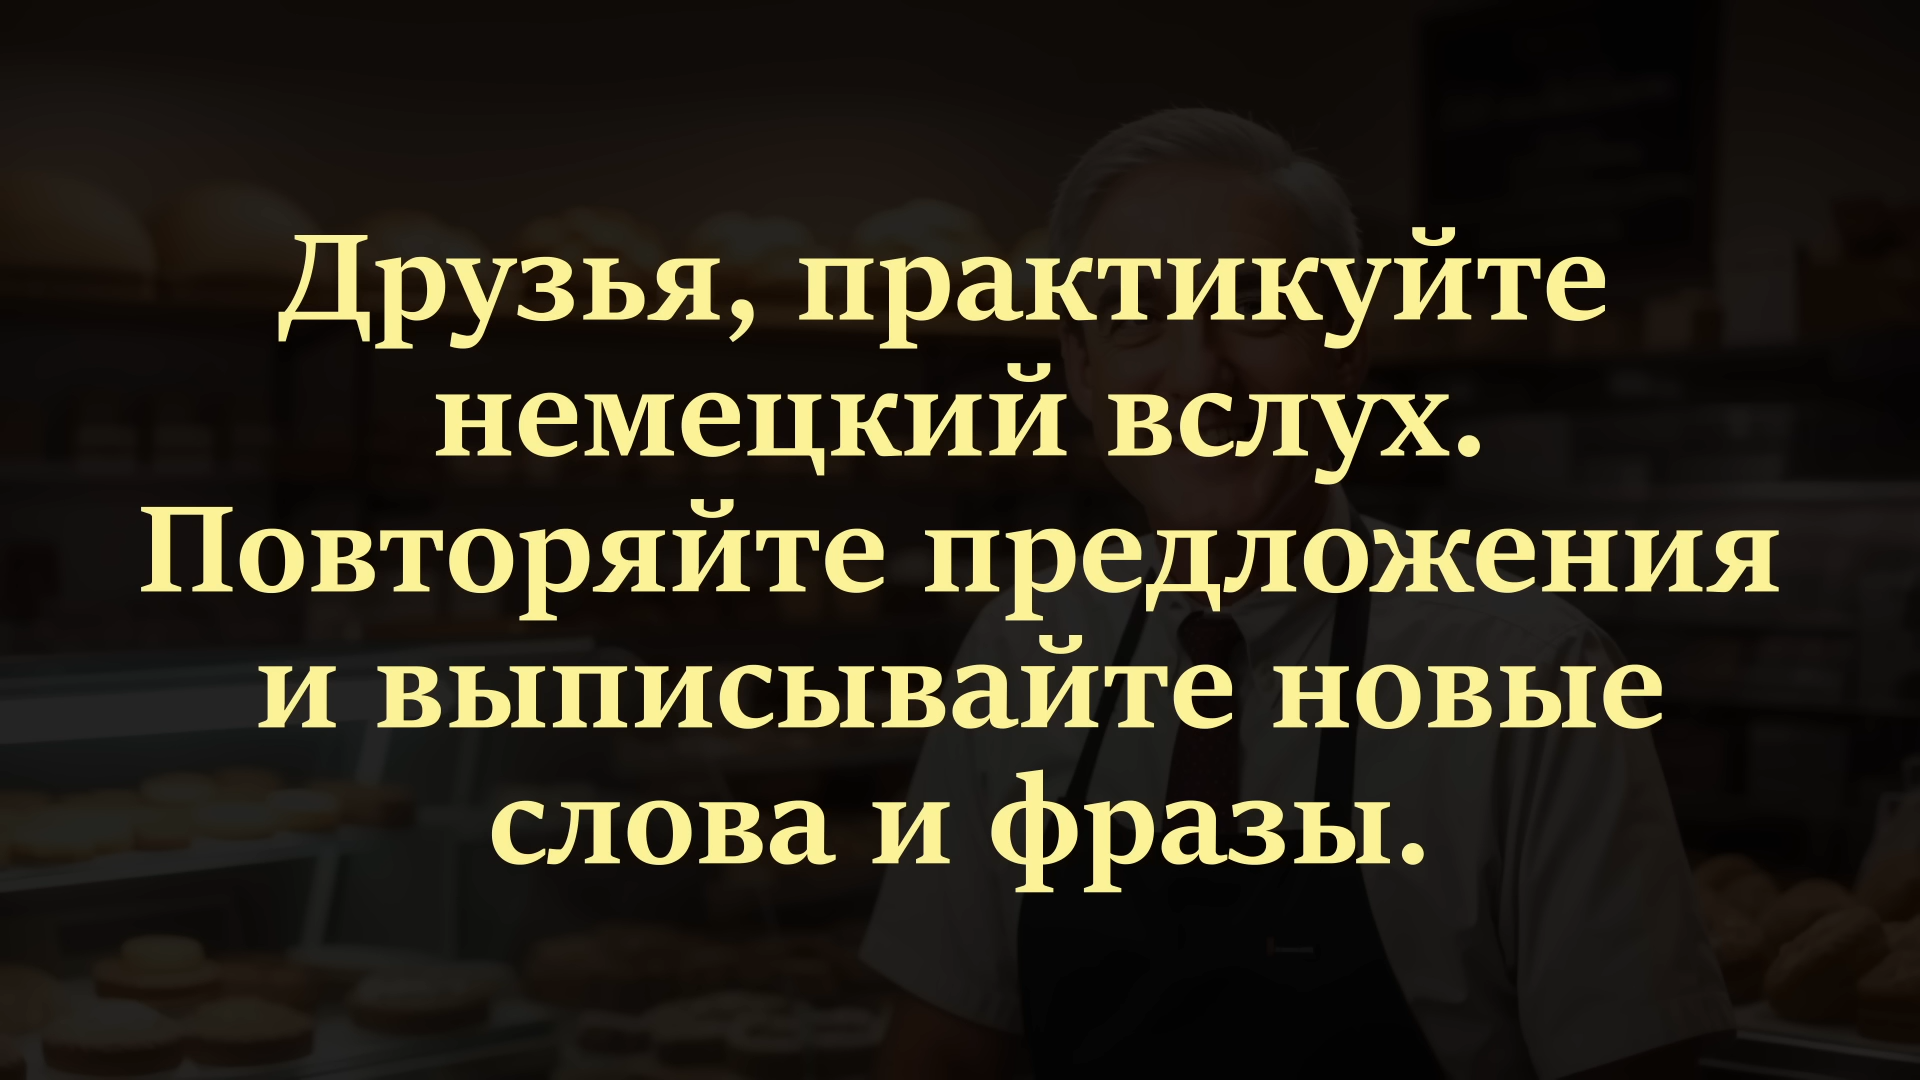 Друзья, практикуйте
немецкий вслух.
Повторяйте предложения
и выписывайте новые
слова и фразы.